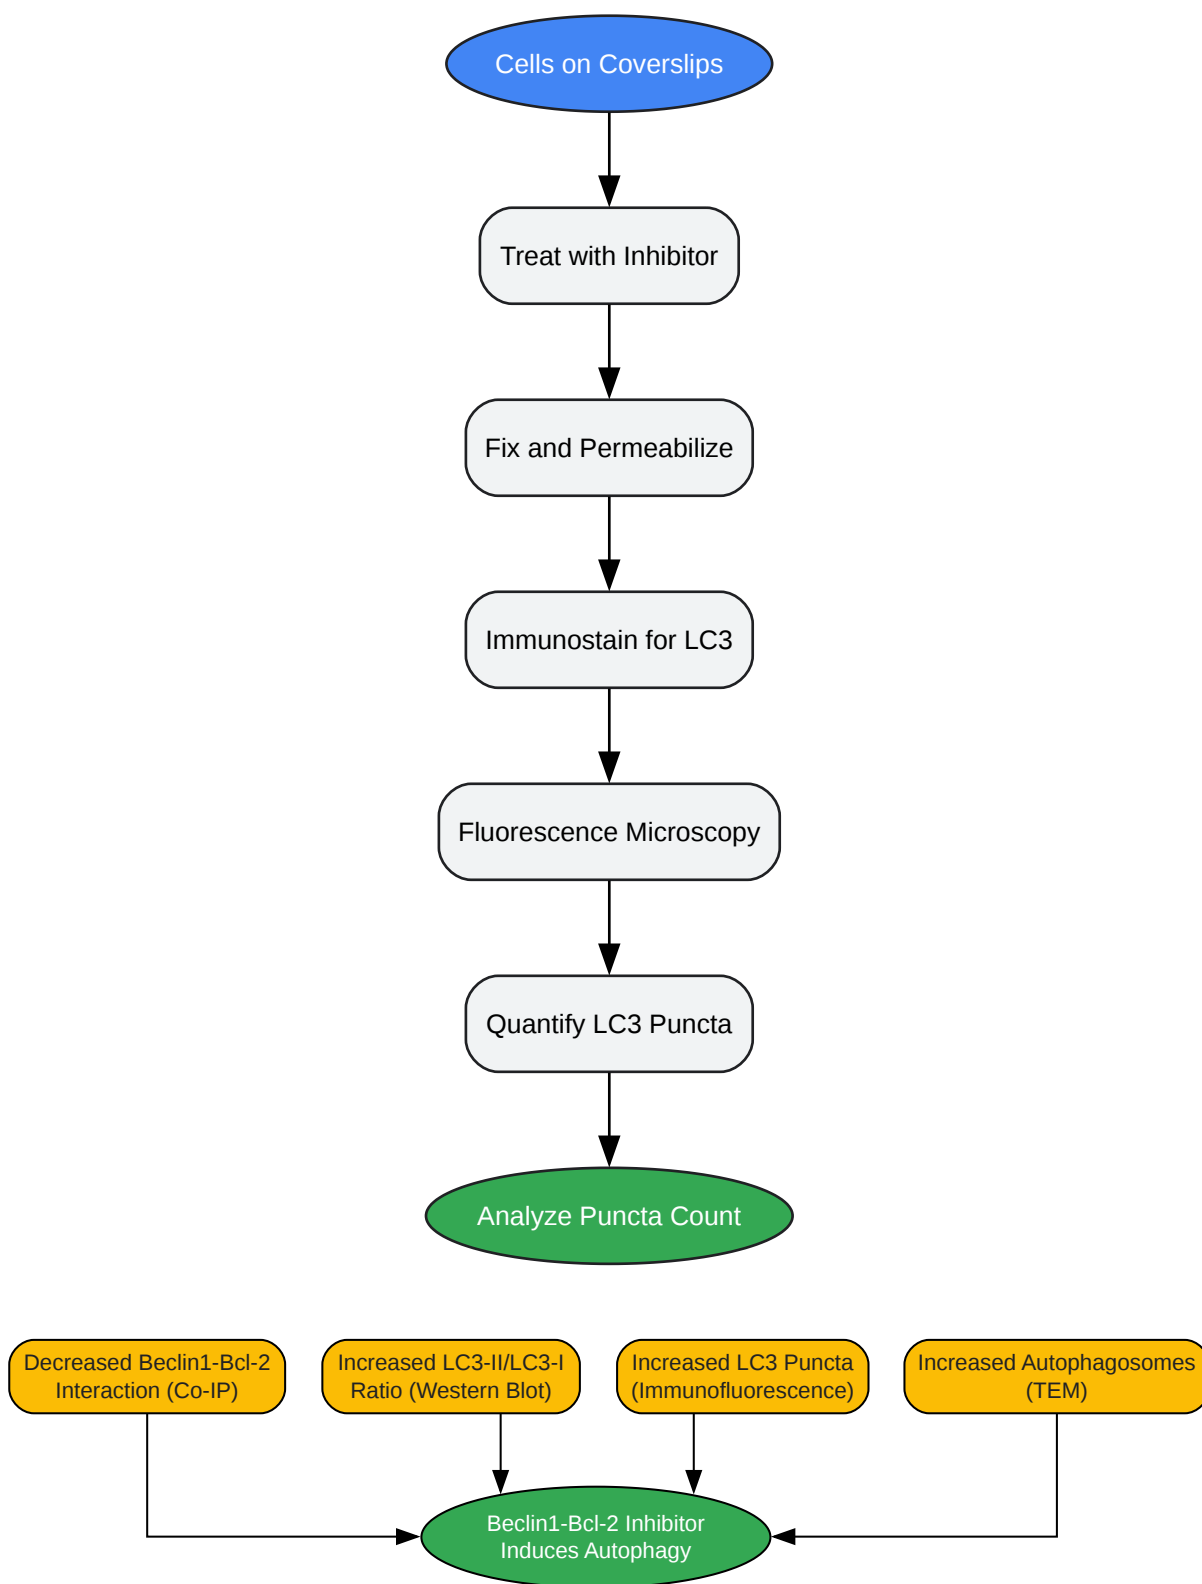 Cells on Coverslips
Treat with Inhibitor
Fix and Permeabilize
Immunostain for LC3
Fluorescence Microscopy
Quantify LC3 Puncta
Analyze Puncta Count
Decreased Beclin1-Bcl-2
Interaction (Co-IP)
Increased LC3-II/LC3-I
Ratio (Western Blot)
Increased LC3 Puncta
(Immunofluorescence)
Increased Autophagosomes
(TEM)
Beclin1-Bcl-2 Inhibitor
Induces Autophagy